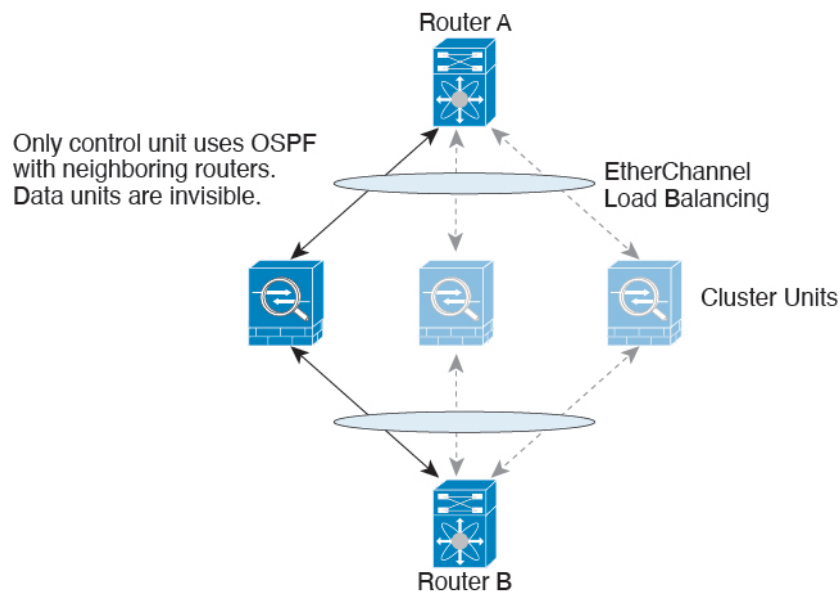 Router A
Only control unit uses OSPF
with neighboring routers.
Data units are invisible.
EtherChannel
Load Balancing
Cluster Units
Router B